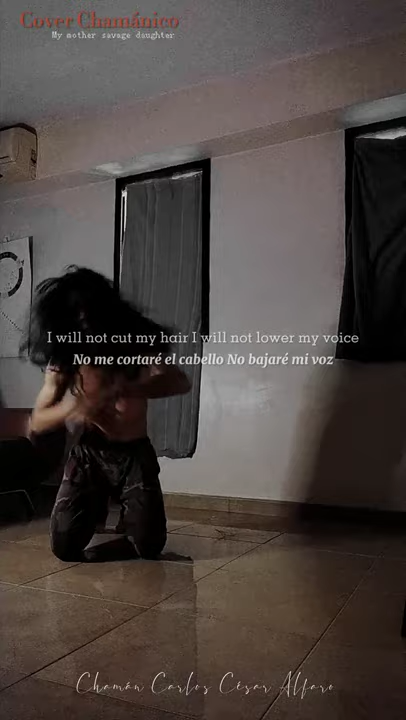 Cover Chamánico
My mother savage daughter
I will not cut my hair I will not lower my voice
No me cortaré el cabello No bajaré mi voz
Chamán Carlos César Alfaro